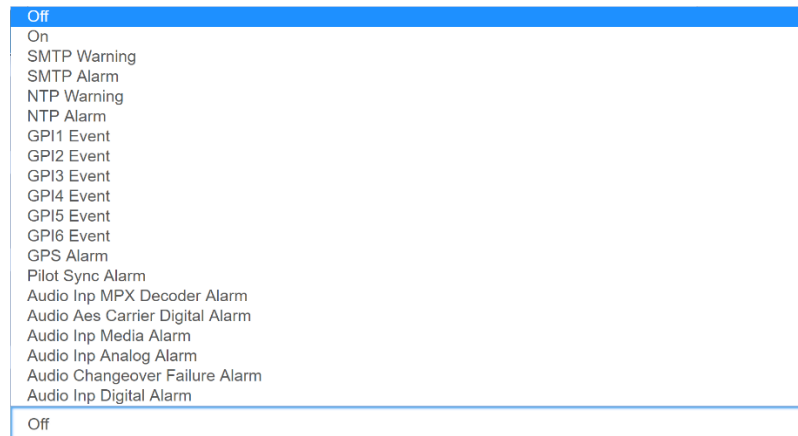 Off
On
SMTP Warning
SMTP Alarm
NTP Warning
NTP Alarm
GPI1 Event
GPI2 Event
GPI3 Event
GPI4 Event
GPI5 Event
GPI6 Event
GPS Alarm
Pilot Sync Alarm
Audio Inp MPX Decoder Alarm
Audio Aes Carrier Digital Alarm
Audio Inp Media Alarm
Audio Inp Analog Alarm
Audio Changeover Failure Alarm
Audio Inp Digital Alarm
Off